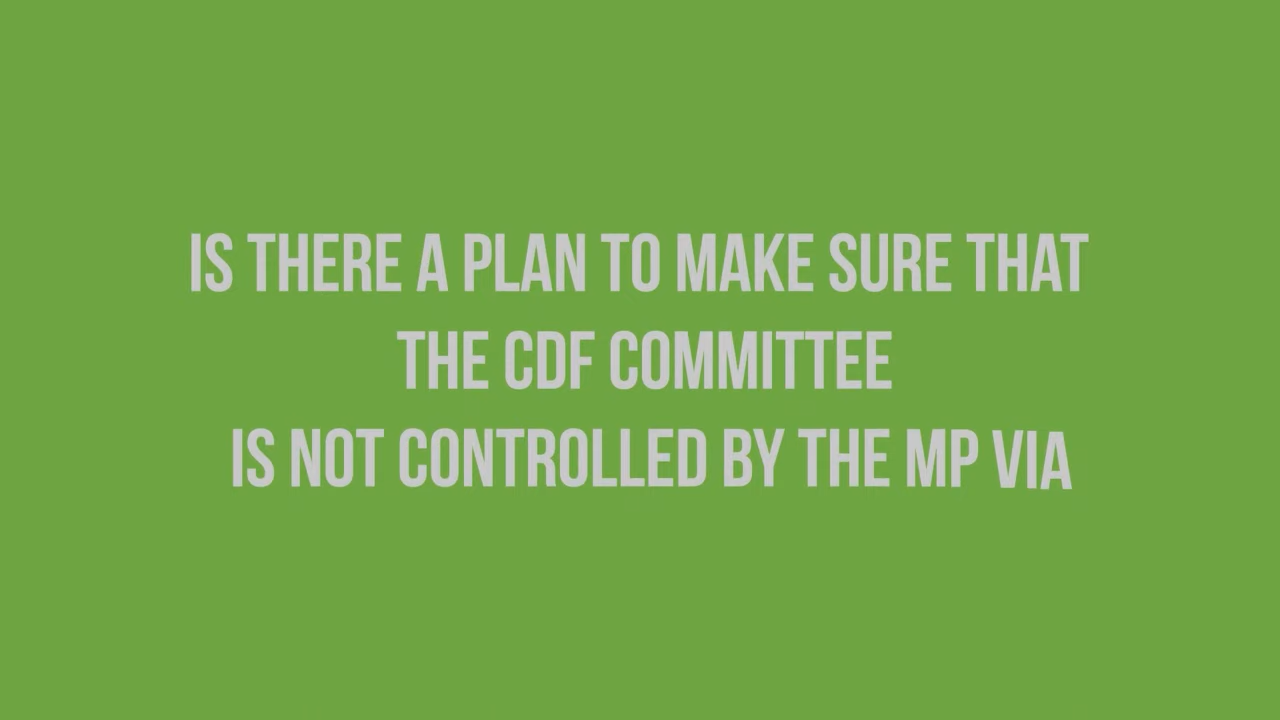 IS THERE A PLAN TO MAKE SURE THAT
THE CDF COMMITTEE
IS NOT CONTROLLED BY THE MP VIA